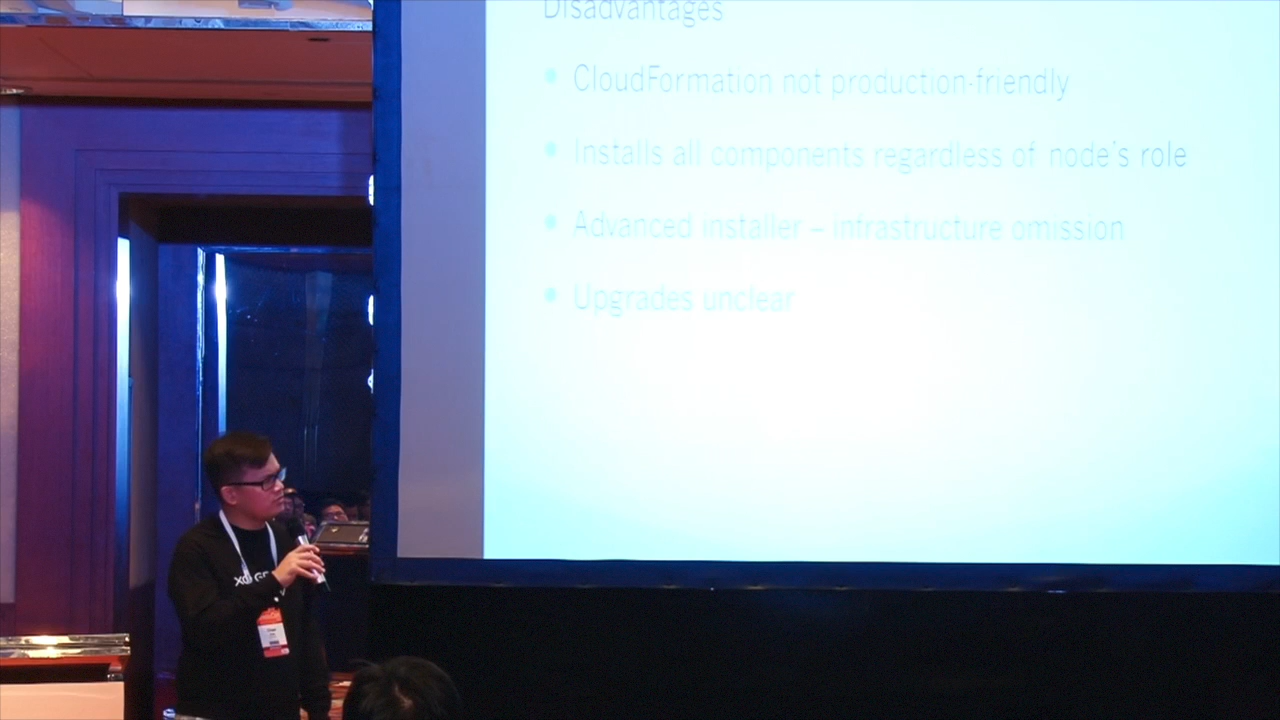 Disadvantages
• CloudFormation not production-friendly
• Installs all components regardless of node's role
• Advanced installer – infrastructure omission
• Upgrades unclear